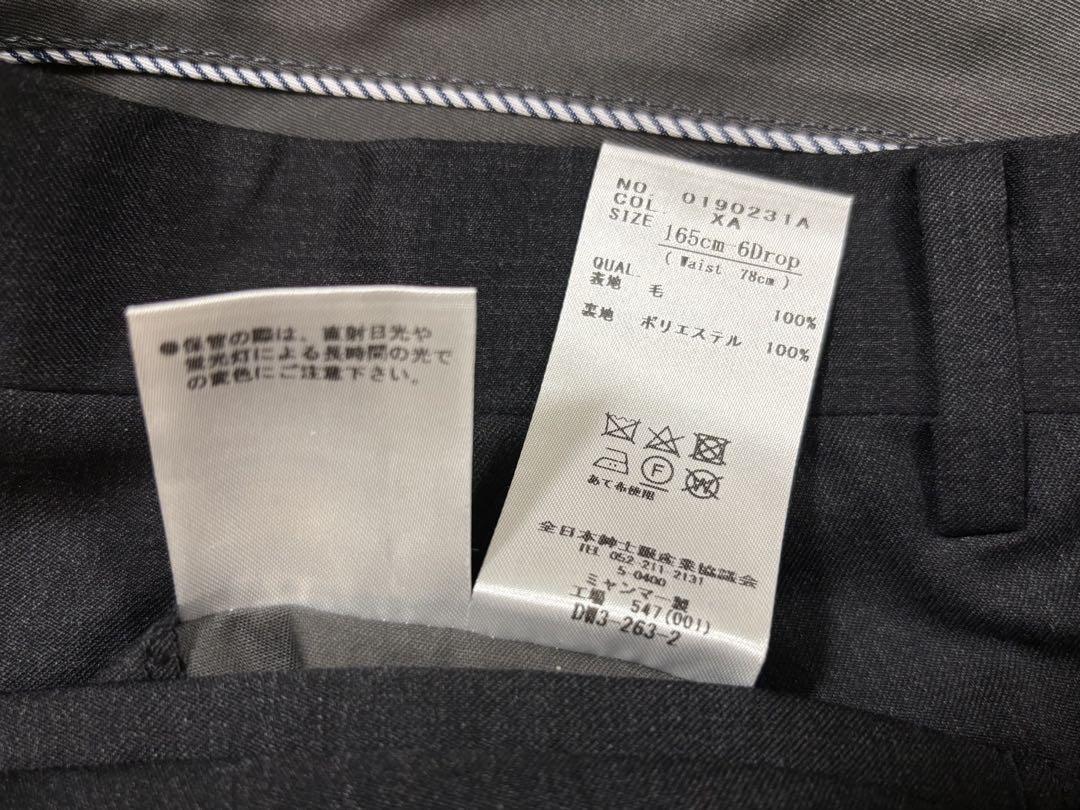 ●保管の際は、直射日光や
蛍光灯による長時間の光で
の変色にご注意下さい。
NO. 0190231A
COL. XA
SIZE 165cm-6Drop
( Waist 78cm )
QUAL.
表地 毛 100%
裏地 ポリエステル 100%
F W
あて布使用
全日本紳士服産業協議会
TEL 052 211 2131
5-0400
ミャンマー製
工場 547(001)
DW3-263-2